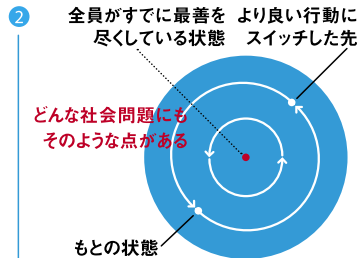 2
全員がすでに最善を
尽くしている状態
より良い行動に
スイッチした先
どんな社会問題にも
そのような点がある
もとの状態